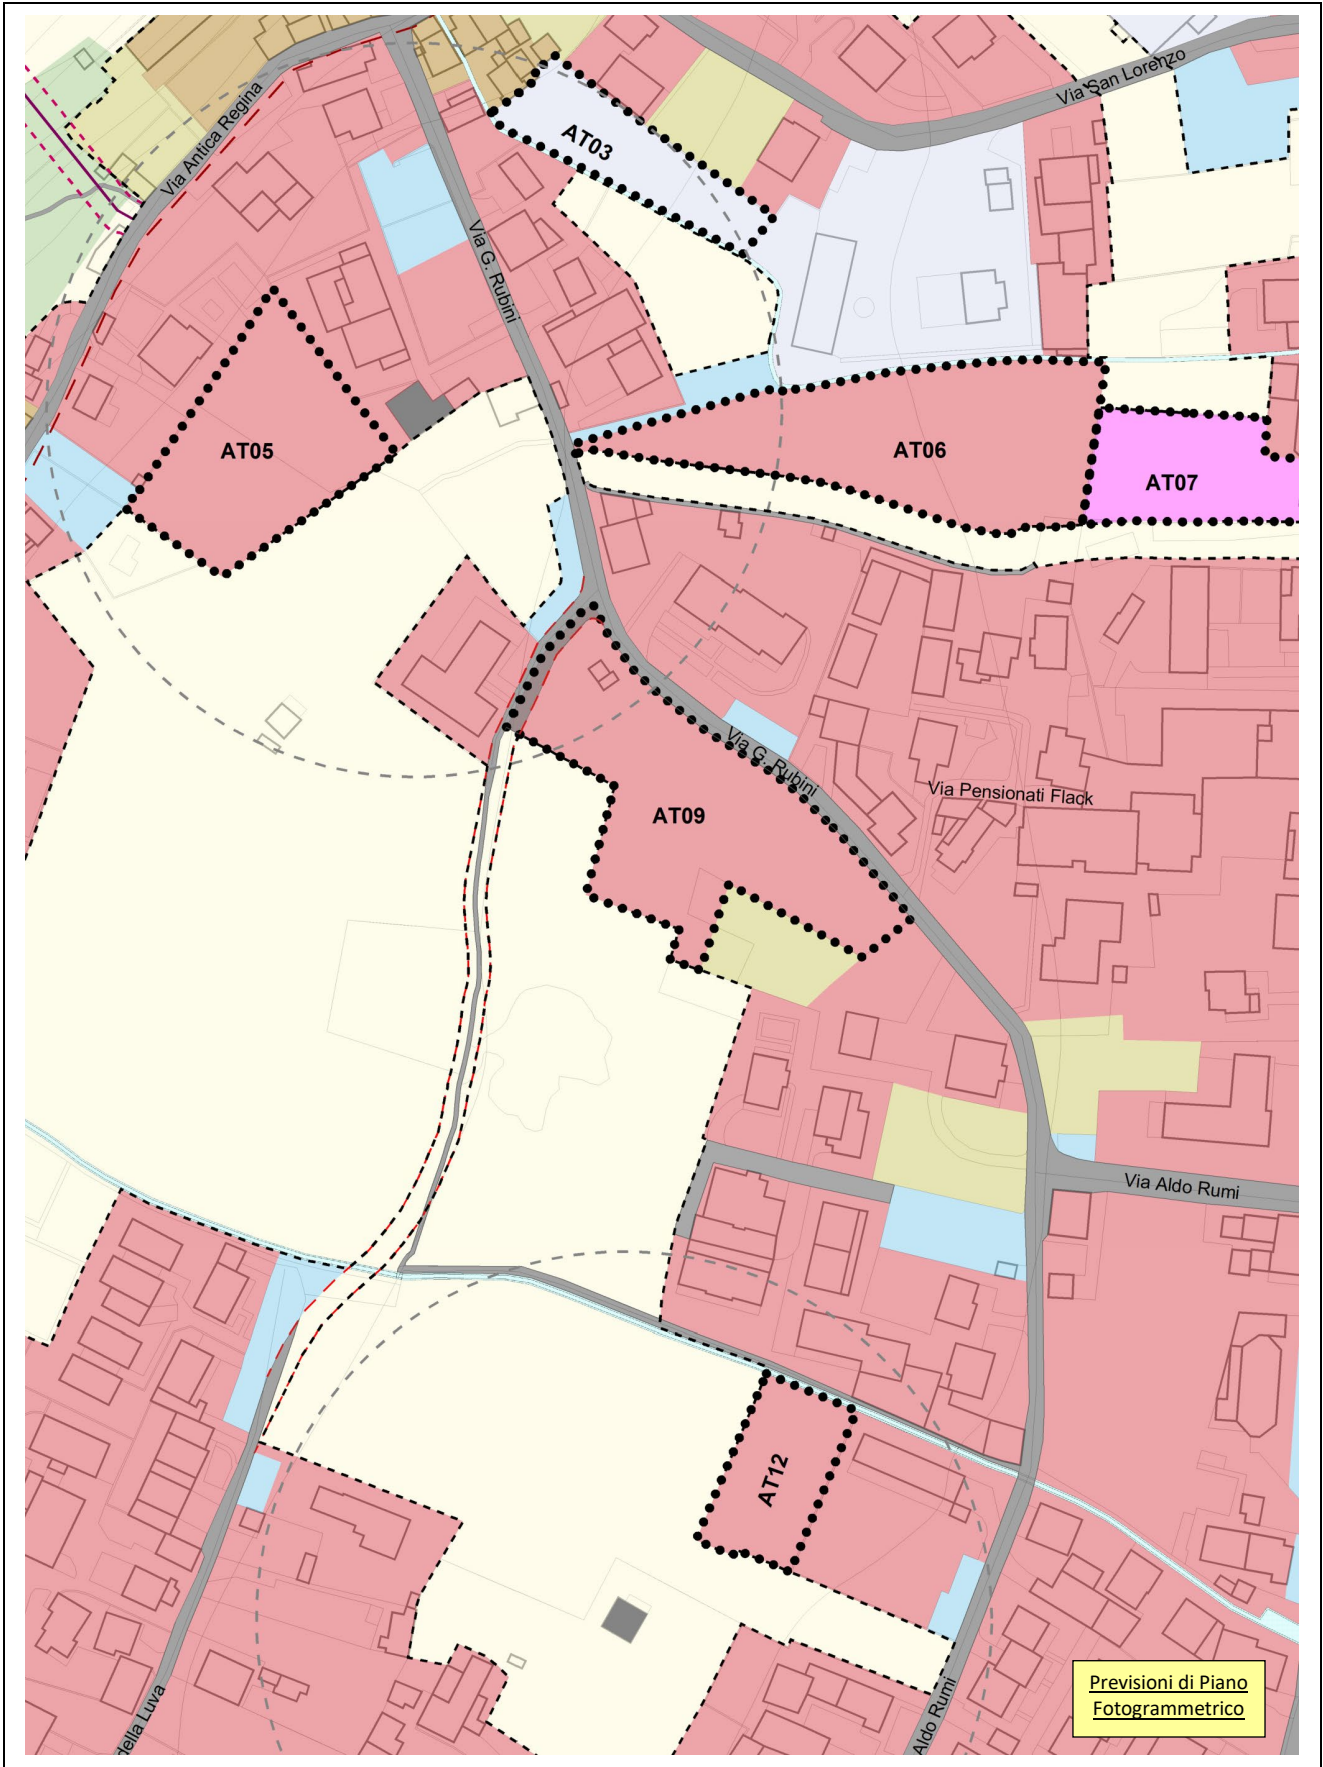 Via San Lorenzo
AT03
Via Antica Regina
Via G. Rubini
AT05
AT06
AT07
Via G. Rubini
Via Pensionati Flack
AT09
Via Aldo Rumi
AT12
della Luva
Aldo Rumi
Previsioni di Piano
Fotogrammetrico